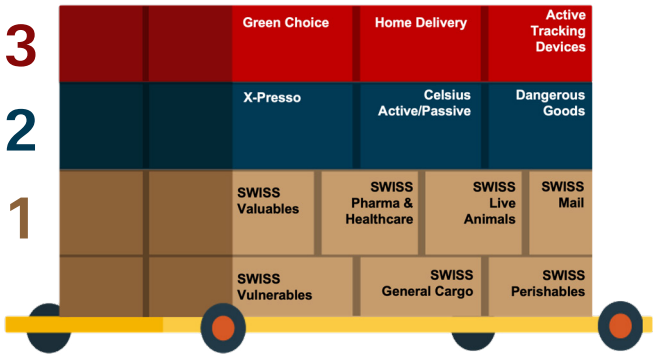 3
Green Choice
Home Delivery
Active
Tracking
Devices
2
X-Presso
Celsius
Active/Passive
Dangerous
Goods
1
SWISS
Valuables
SWISS
Pharma &
Healthcare
SWISS
Live
Animals
SWISS
Mail
SWISS
Vulnerables
SWISS
General Cargo
SWISS
Perishables